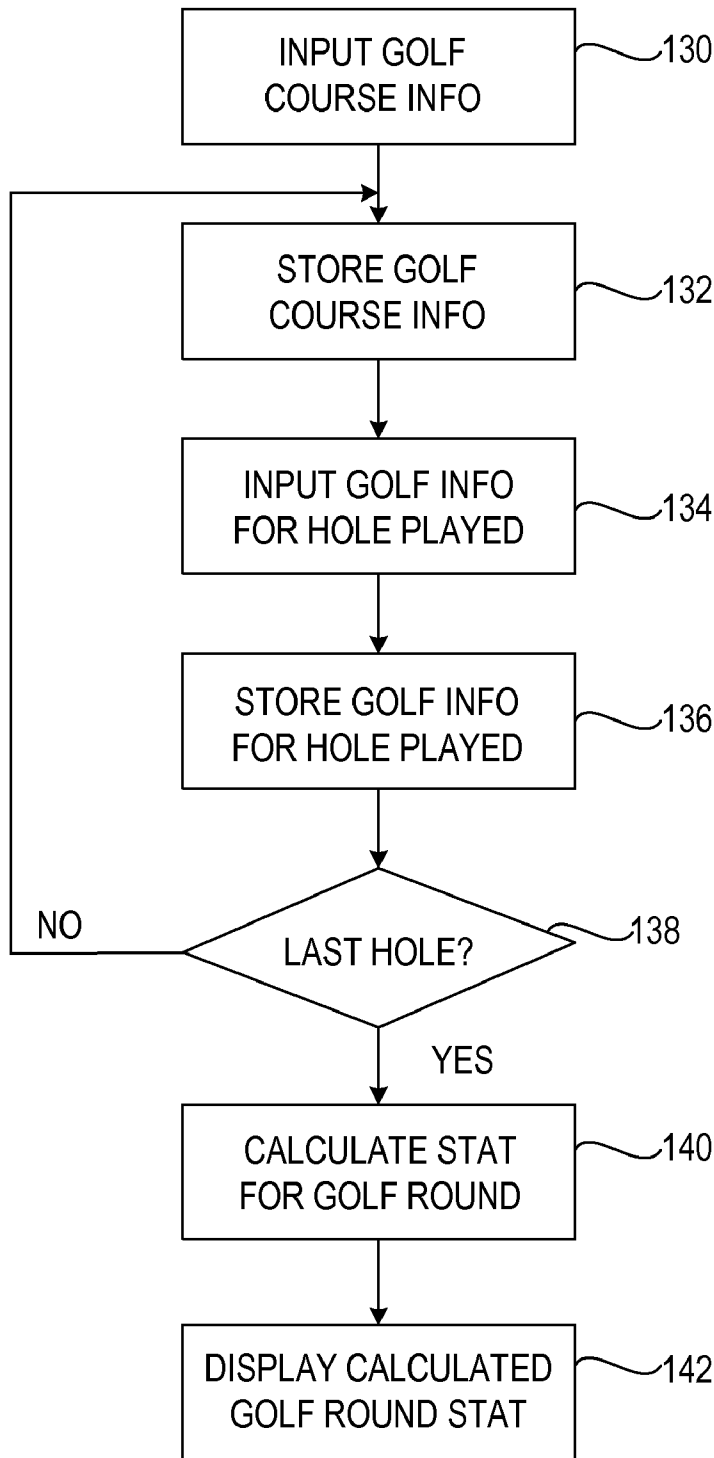 INPUT GOLF
COURSE INFO
130
STORE GOLF
COURSE INFO
132
INPUT GOLF INFO
FOR HOLE PLAYED
134
STORE GOLF INFO
FOR HOLE PLAYED
136
NO
LAST HOLE?
138
YES
CALCULATE STAT
FOR GOLF ROUND
140
DISPLAY CALCULATED
GOLF ROUND STAT
142